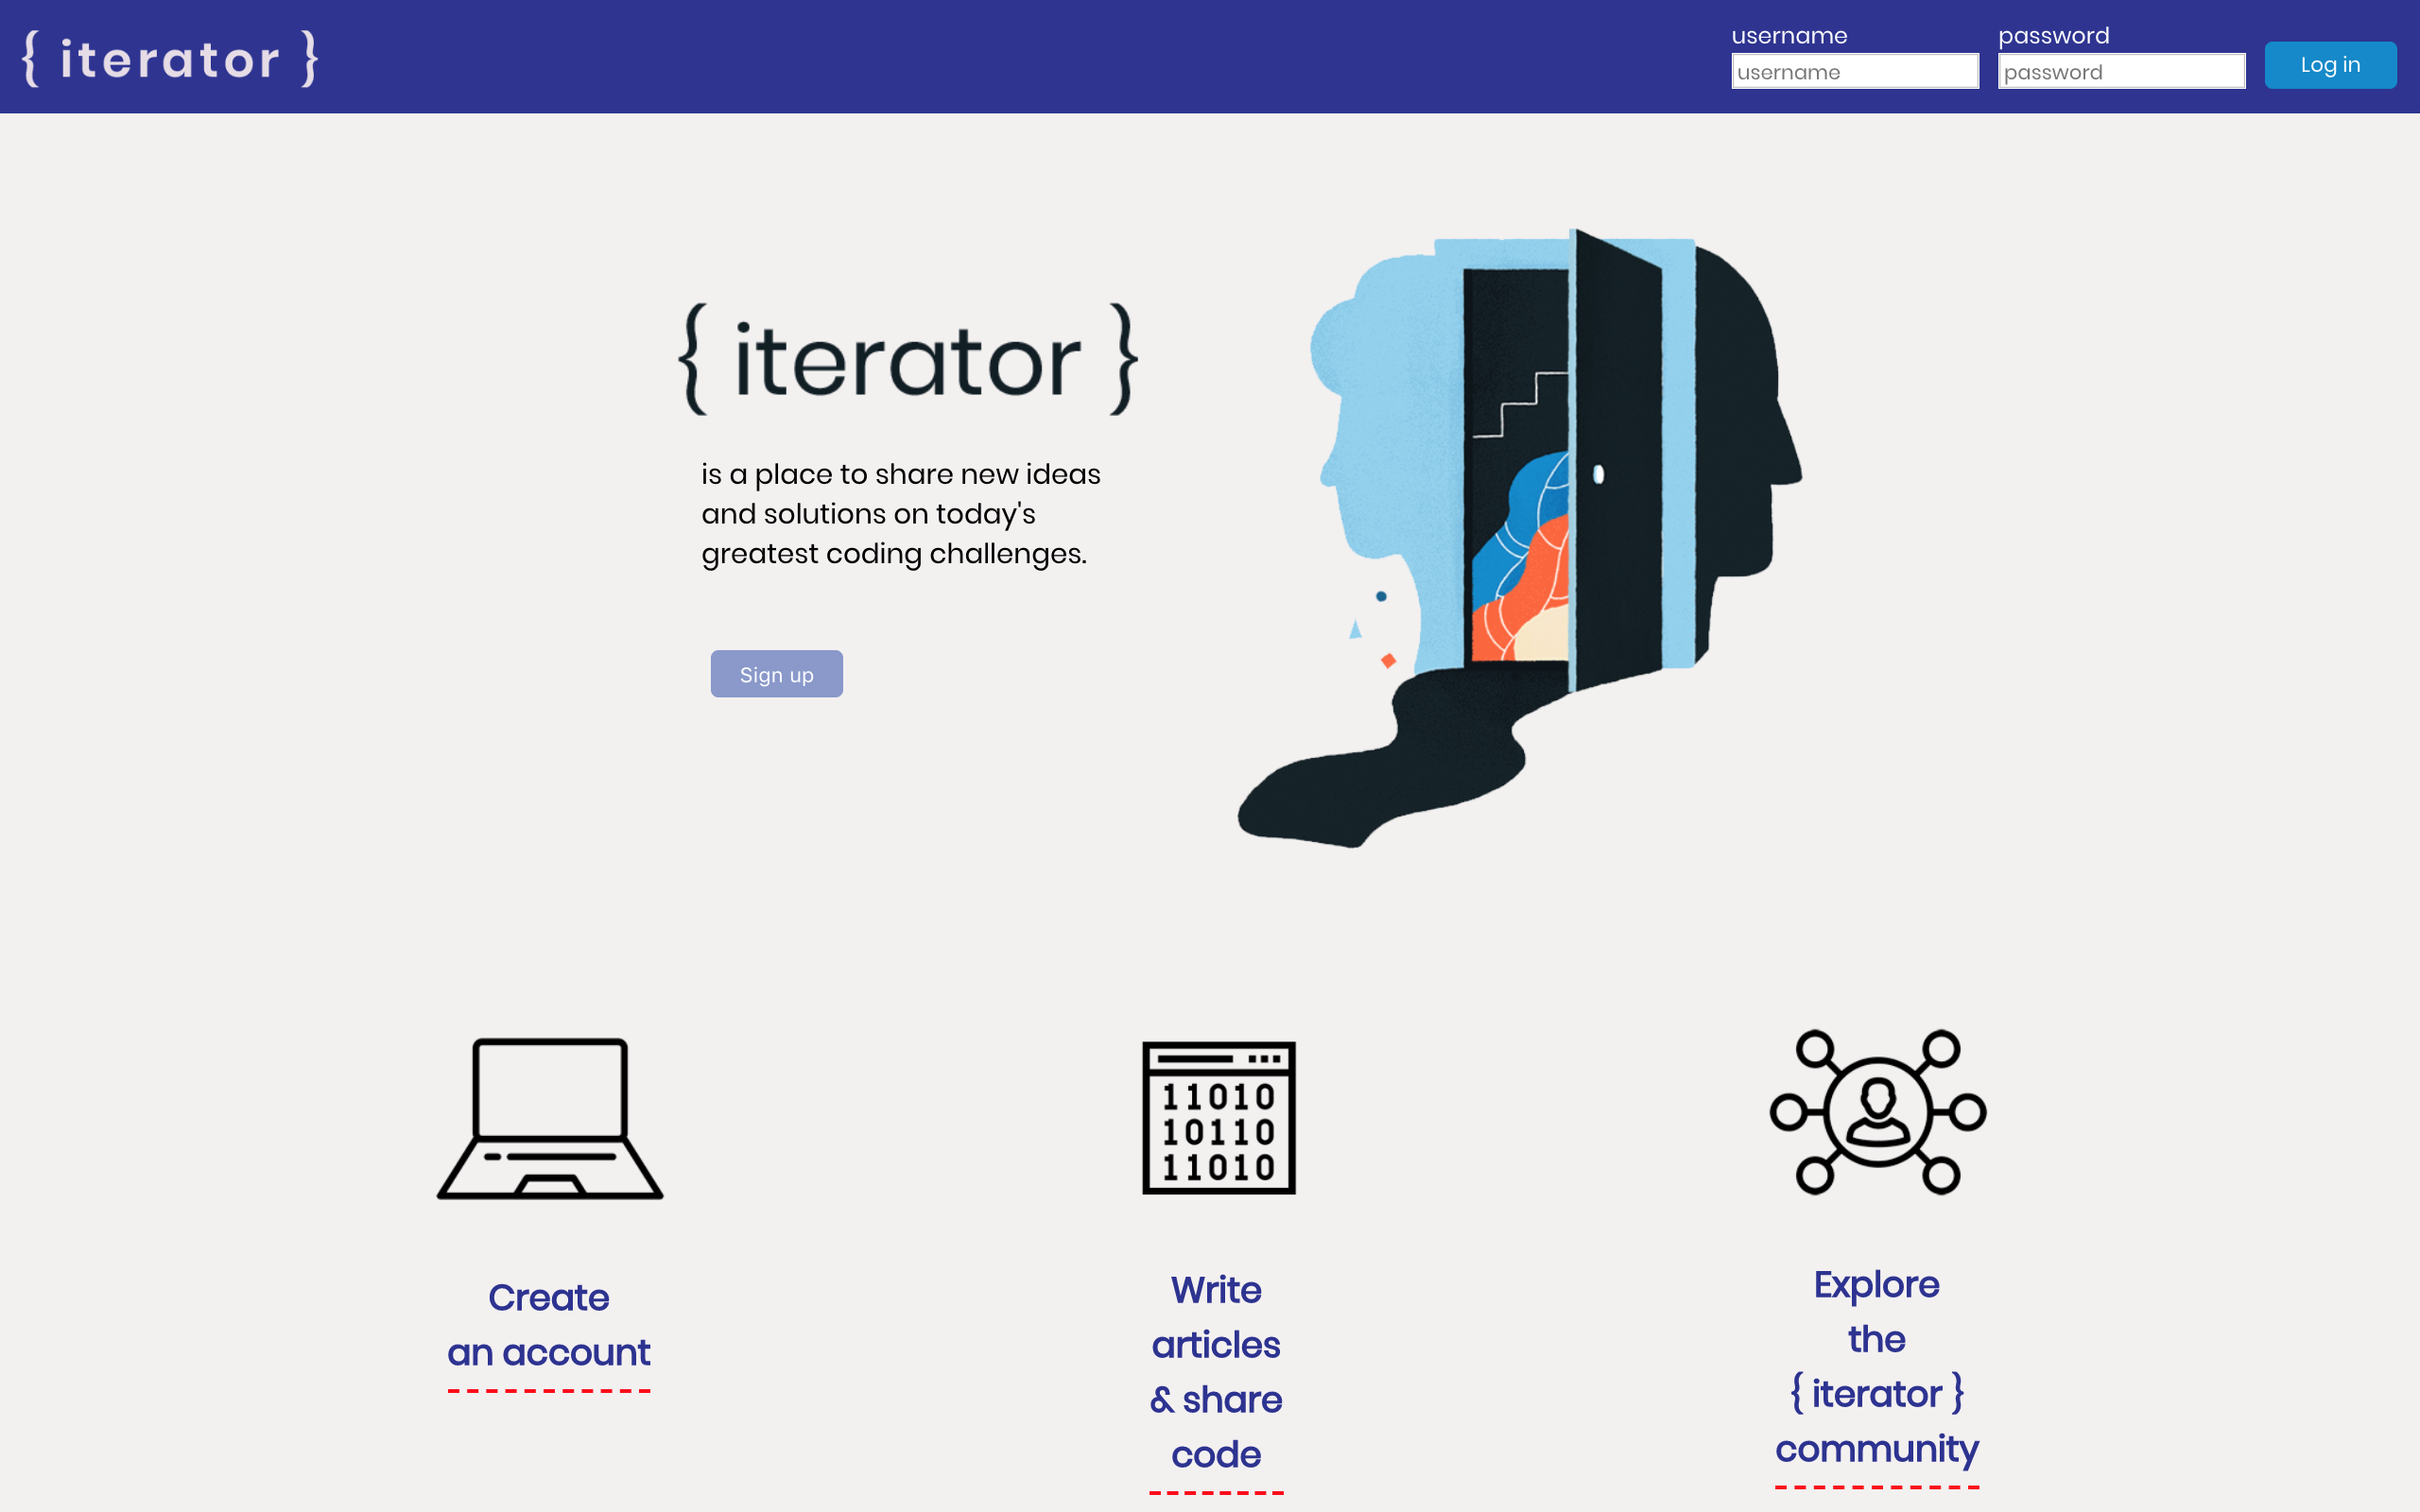 { iterator }
username
password
username
password
Log in
{ iterator }
is a place to share new ideas
and solutions on today's
greatest coding challenges.
Sign up
11010
10110
11010
Create
an account
Write
articles
& share
code
Explore
the
{ iterator }
community